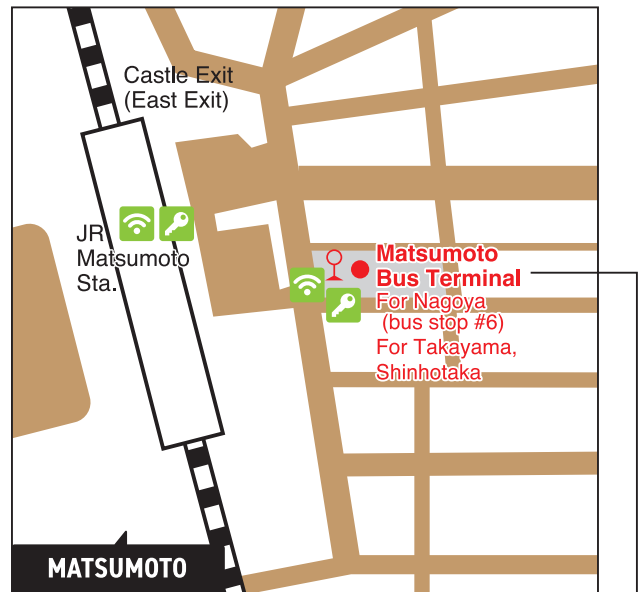 Castle Exit
(East Exit)
JR
Matsumoto
Sta.
Matsumoto
Bus Terminal
For Nagoya
(bus stop #6)
For Takayama,
Shinhotaka
MATSUMOTO